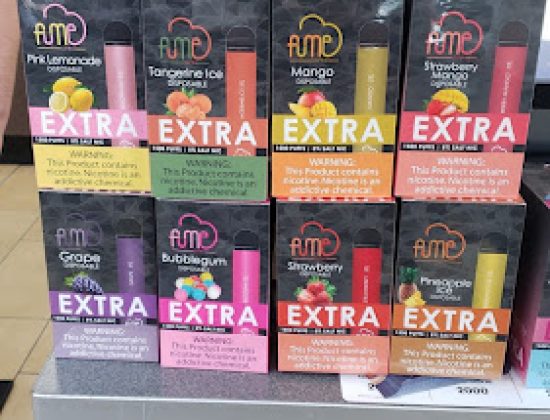 fume
Pink Lemonade
DISPOSABLE
EXTRA
WARNING:
This Product contains
nicotine. Nicotine is an
addictive chemical.
fume
Tangerine Ice
DISPOSABLE
EXTRA
WARNING:
This Product contains
nicotine. Nicotine is an
addictive chemical.
fume
Mango
DISPOSABLE
EXTRA
WARNING:
This Product contains
nicotine. Nicotine is an
addictive chemical.
fume
Strawberry
Mango
DISPOSABLE
EXTRA
WARNING:
This Product contains
nicotine. Nicotine is an
addictive chemical.
fume
Grape
DISPOSABLE
EXTRA
WARNING:
This Product contains
nicotine. Nicotine is an
addictive chemical.
fume
Bubblegum
DISPOSABLE
EXTRA
WARNING:
This Product contains
nicotine. Nicotine is an
addictive chemical.
fume
Strawberry
DISPOSABLE
EXTRA
WARNING:
This Product contains
nicotine. Nicotine is an
addictive chemical.
fume
Pineapple
Ice
DISPOSABLE
EXTRA
WARNING:
This Product contains
nicotine. Nicotine is an
addictive chemical.